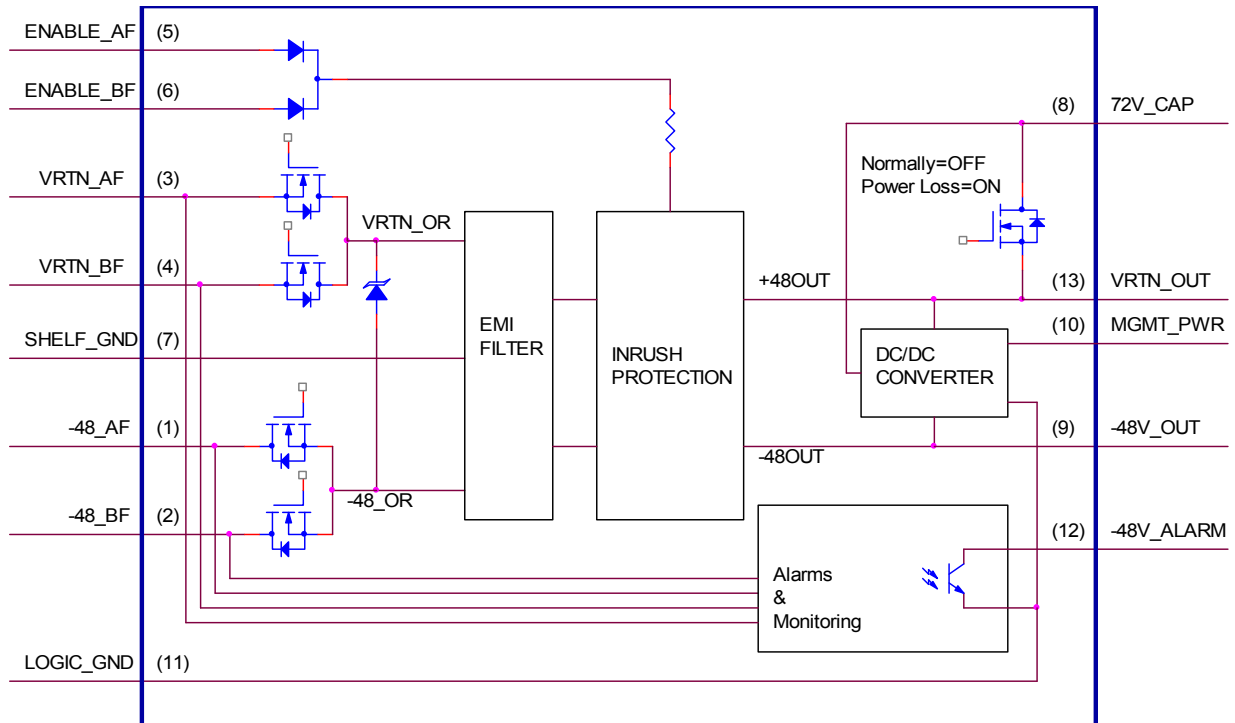 ENABLE_AF (5)
ENABLE_BF (6)
(8) 72V_CAP
Normally=OFF
Power Loss=ON
VRTN_AF (3)
VRTN_OR
VRTN_BF (4)
+48OUT
(13) VRTN_OUT
(10) MGMT_PWR
SHELF_GND (7)
EMI
FILTER
INRUSH
PROTECTION
DC/DC
CONVERTER
-48_AF (1)
(9) -48V_OUT
-48OUT
-48_OR
-48_BF (2)
(12) -48V_ALARM
Alarms
&
Monitoring
LOGIC_GND (11)